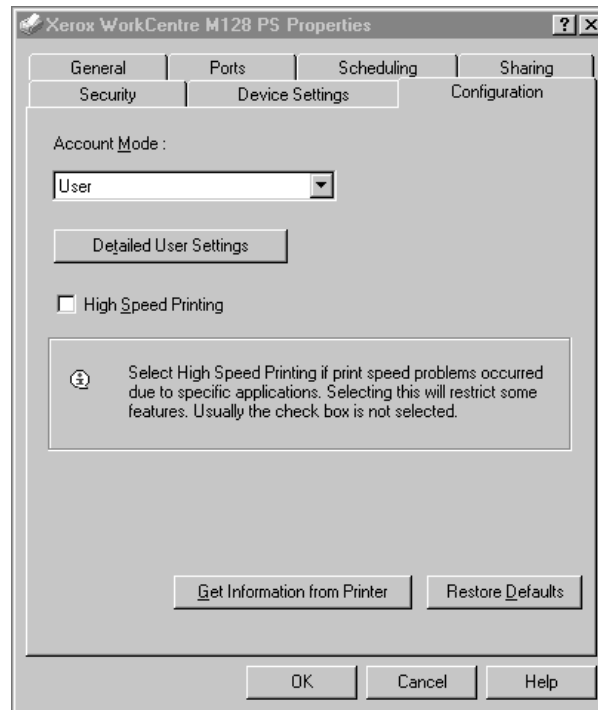 Xerox WorkCentre M128 PS Properties
General Ports Scheduling Sharing
Security Device Settings Configuration
Account Mode :
User
Detailed User Settings
High Speed Printing
Select High Speed Printing if print speed problems occurred
due to specific applications. Selecting this will restrict some
features. Usually the check box is not selected.
Get Information from Printer Restore Defaults
OK Cancel Help